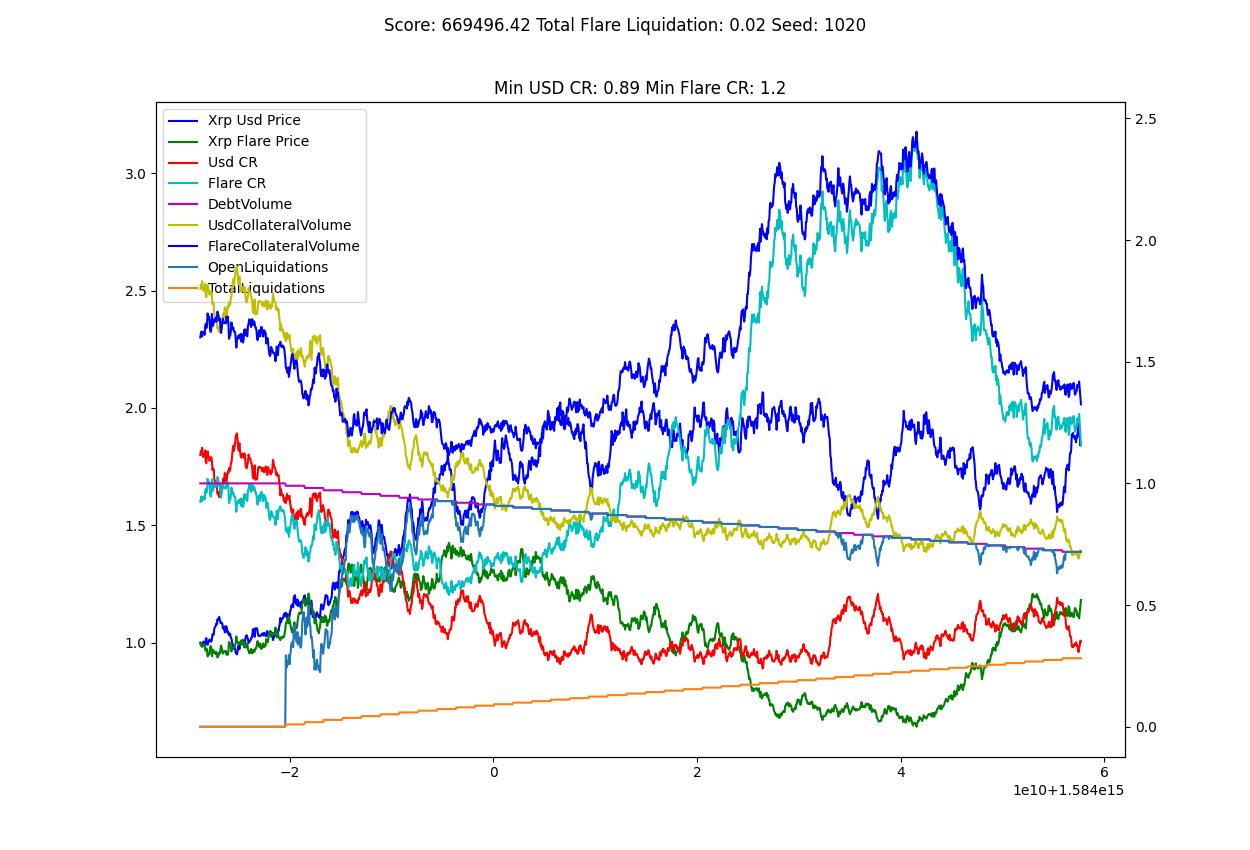 Score: 669496.42 Total Flare Liquidation: 0.02 Seed: 1020
Min USD CR: 0.89 Min Flare CR: 1.2
Xrp Usd Price
Xrp Flare Price
Usd CR
Flare CR
DebtVolume
UsdCollateralVolume
FlareCollateralVolume
OpenLiquidations
TotalLiquidations
3.0
2.5
2.0
1.5
1.0
2.5
2.0
1.5
1.0
0.5
0.0
−2
0
2
4
6
1e10+1.584e15